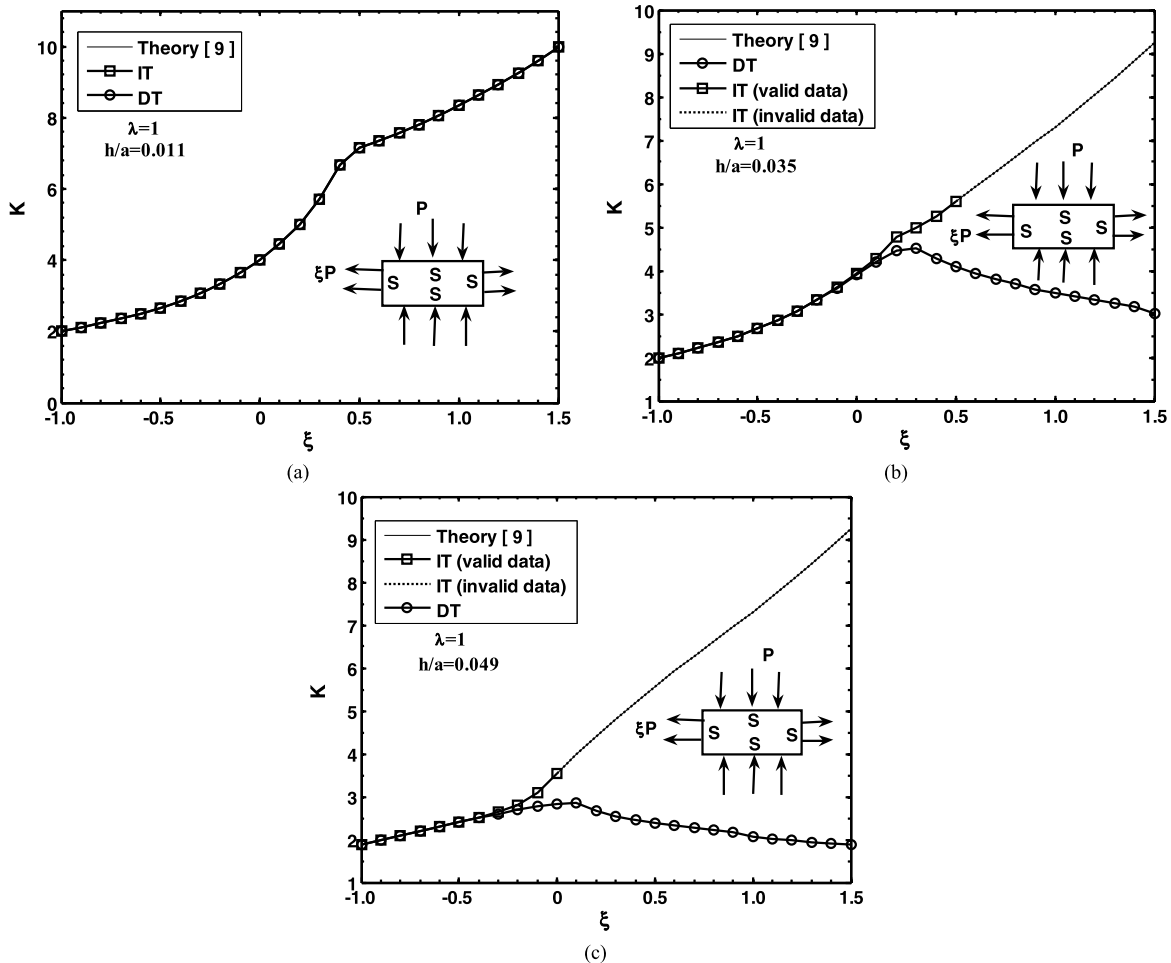 Theory [ 9 ]
IT
DT
λ=1
h/a=0.011
K
10
8
6
4
2
0
P
ξP
S S S
S
-1.0 -0.5 0 0.5 1.0 1.5
ξ
(a)
Theory [ 9 ]
DT
IT (valid data)
IT (invalid data)
λ=1
h/a=0.035
K
10
9
8
7
6
5
4
3
2
1
P
ξP
S
S S
S
-1.0 -0.5 0 0.5 1.0 1.5
ξ
(b)
Theory [ 9 ]
IT (valid data)
IT (invalid data)
DT
λ=1
h/a=0.049
K
10
9
8
7
6
5
4
3
2
1
P
ξP
S
S S
S
-1.0 -0.5 0 0.5 1.0 1.5
ξ
(c)